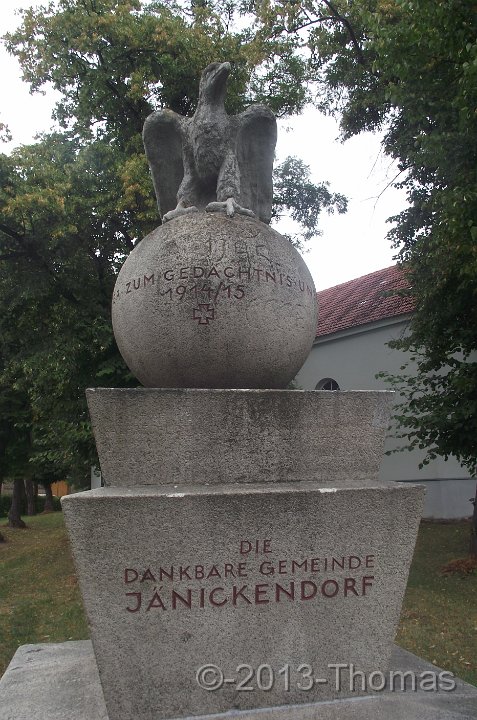 ZUM GEDÄCHTNIS
1914/15
DIE
DANKBARE GEMEINDE
JÄNICKENDORF
©-2013-Thomas